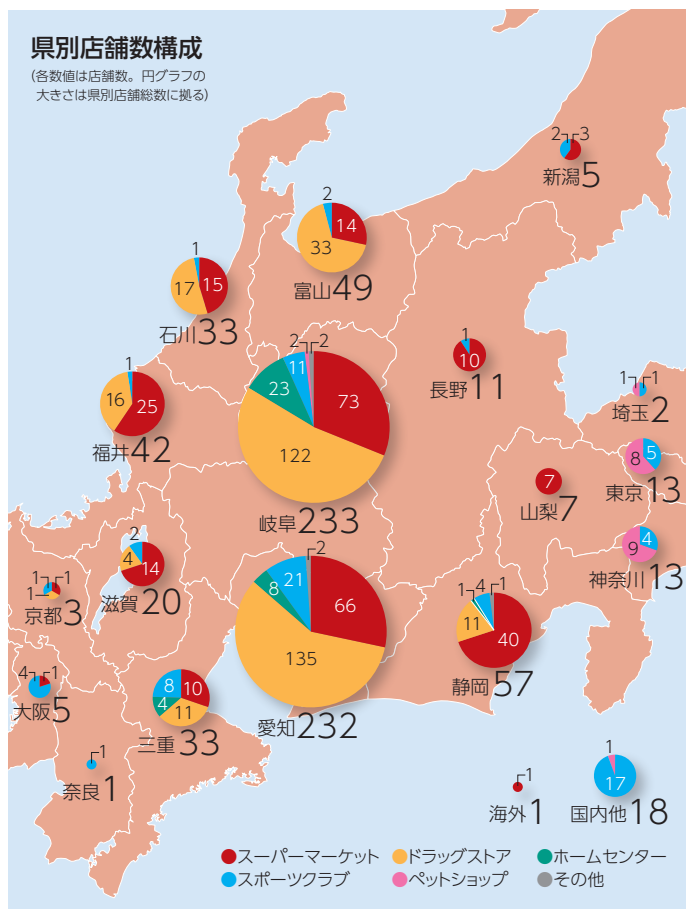 県別店舗数構成
(各数値は店舗数。円グラフの
大きさは県別店舗総数に拠る)
2 3
新潟5
2
14
33
富山49
1
15
17
石川33
1
10
長野11
1 1
埼玉2
2 2
11
23
73
122
岐阜233
1
16
25
福井42
5
8
東京13
7
山梨7
4
9
神奈川13
2
4
14
滋賀20
1 1
1
京都3
2
21
8
66
135
愛知232
1 4 1
11
40
静岡57
4 1
大阪5
8
10
4
11
三重33
1
奈良1
1
海外1
1
17
国内他18
スーパーマーケット ドラッグストア ホームセンター
スポーツクラブ ペットショップ その他